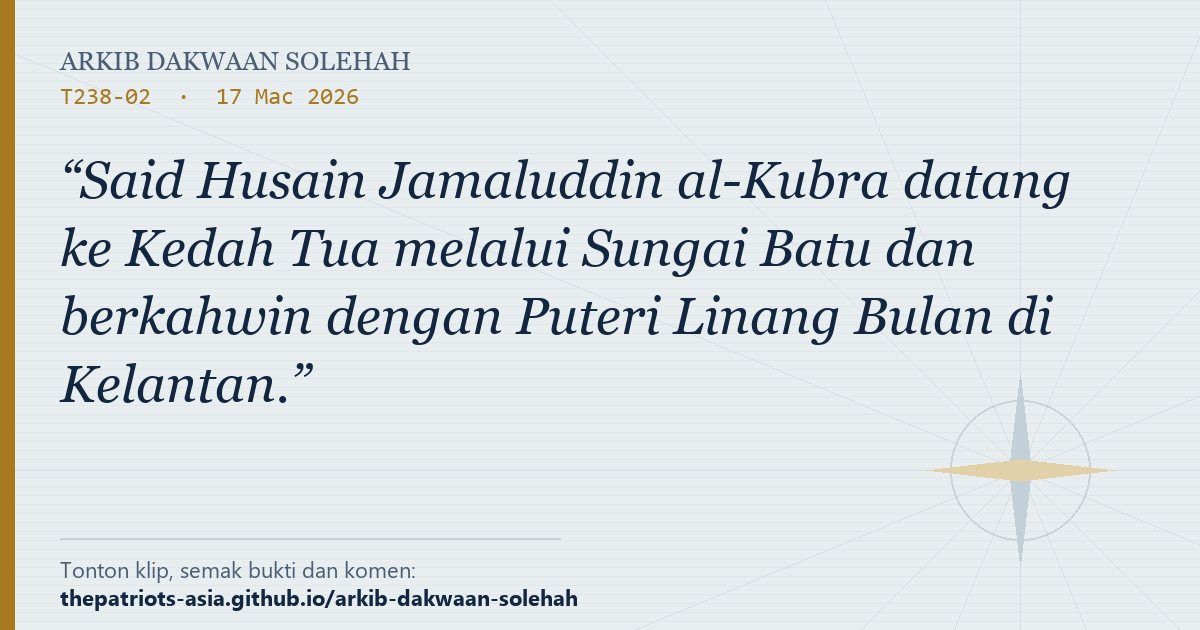 ARKIB DAKWAAN SOLEHAH
T238-02 · 17 Mac 2026
“Said Husain Jamaluddin al-Kubra datang
ke Kedah Tua melalui Sungai Batu dan
berkahwin dengan Puteri Linang Bulan di
Kelantan.”
Tonton klip, semak bukti dan komen:
thepatriots-asia.github.io/arkib-dakwaan-solehah